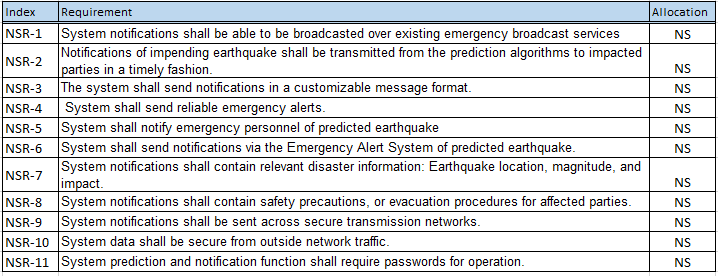 Index Requirement Allocation
NSR-1 System notifications shall be able to be broadcasted over existing emergency broadcast services NS
NSR-2 Notifications of impending earthquake shall be transmitted from the prediction algorithms to impacted
parties in a timely fashion. NS
NSR-3 The system shall send notifications in a customizable message format. NS
NSR-4 System shall send reliable emergency alerts. NS
NSR-5 System shall notify emergency personnel of predicted earthquake NS
NSR-6 System shall send notifications via the Emergency Alert System of predicted earthquake. NS
NSR-7 System notifications shall contain relevant disaster information: Earthquake location, magnitude, and
impact. NS
NSR-8 System notifications shall contain safety precautions, or evacuation procedures for affected parties. NS
NSR-9 System notifications shall be sent across secure transmission networks. NS
NSR-10 System data shall be secure from outside network traffic. NS
NSR-11 System prediction and notification function shall require passwords for operation. NS